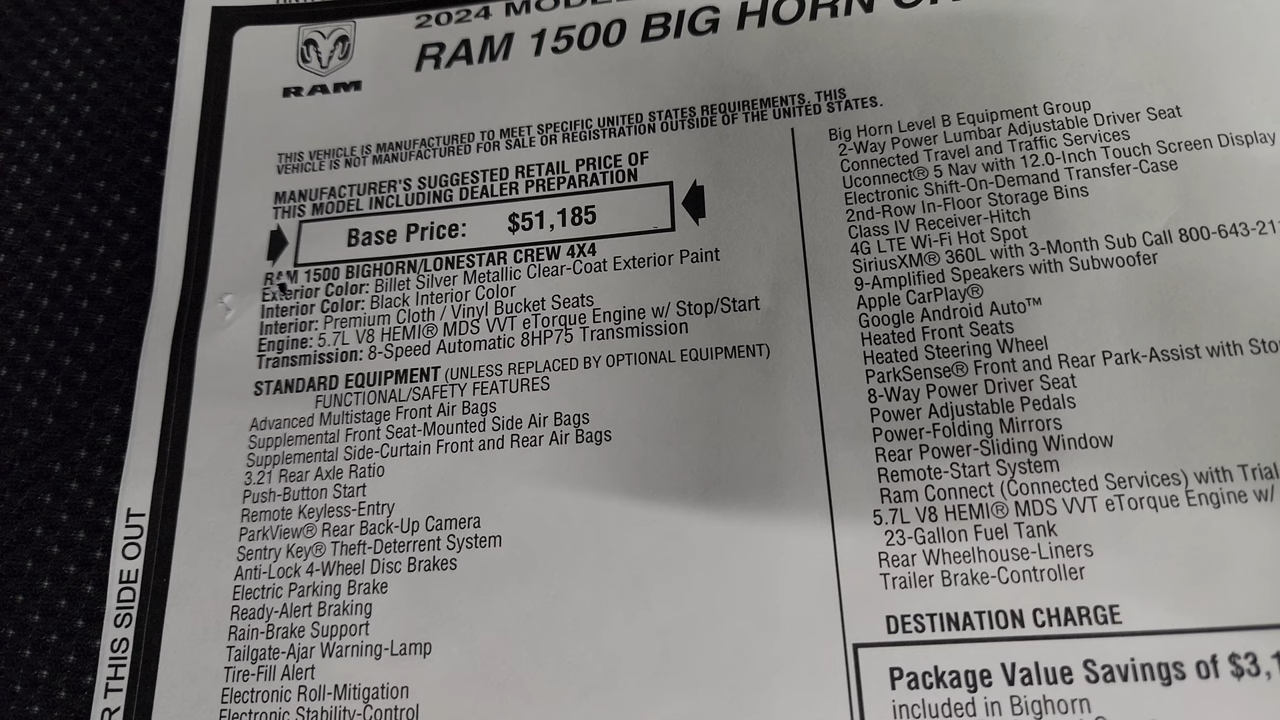 2024 MODEL
RAM 1500 BIG HORN
RAM
THIS VEHICLE IS MANUFACTURED TO MEET SPECIFIC UNITED STATES REQUIREMENTS. THIS
VEHICLE IS NOT MANUFACTURED FOR SALE OR REGISTRATION OUTSIDE OF THE UNITED STATES.
MANUFACTURER'S SUGGESTED RETAIL PRICE OF
THIS MODEL INCLUDING DEALER PREPARATION
Base Price: $51,185
RAM 1500 BIGHORN/LONESTAR CREW 4X4
Exterior Color: Billet Silver Metallic Clear-Coat Exterior Paint
Interior Color: Black Interior Color
Interior: Premium Cloth / Vinyl Bucket Seats
Engine: 5.7L V8 HEMI® MDS VVT eTorque Engine w/ Stop/Start
Transmission: 8-Speed Automatic 8HP75 Transmission
STANDARD EQUIPMENT (UNLESS REPLACED BY OPTIONAL EQUIPMENT)
FUNCTIONAL/SAFETY FEATURES
Advanced Multistage Front Air Bags
Supplemental Front Seat-Mounted Side Air Bags
Supplemental Side-Curtain Front and Rear Air Bags
3.21 Rear Axle Ratio
Push-Button Start
Remote Keyless-Entry
ParkView® Rear Back-Up Camera
Sentry Key® Theft-Deterrent System
Anti-Lock 4-Wheel Disc Brakes
Electric Parking Brake
Ready-Alert Braking
Rain-Brake Support
Tailgate-Ajar Warning-Lamp
Tire-Fill Alert
Electronic Roll-Mitigation
Electronic Stability-Control
Big Horn Level B Equipment Group
2-Way Power Lumbar Adjustable Driver Seat
Connected Travel and Traffic Services
Uconnect® 5 Nav with 12.0-Inch Touch Screen Display
Electronic Shift-On-Demand Transfer-Case
2nd-Row In-Floor Storage Bins
Class IV Receiver-Hitch
4G LTE Wi-Fi Hot Spot
SiriusXM® 360L with 3-Month Sub Call 800-643-21
9-Amplified Speakers with Subwoofer
Apple CarPlay®
Google Android Auto™
Heated Front Seats
Heated Steering Wheel
ParkSense® Front and Rear Park-Assist with Sto
8-Way Power Driver Seat
Power Adjustable Pedals
Power-Folding Mirrors
Rear Power-Sliding Window
Remote-Start System
Ram Connect (Connected Services) with Trial
5.7L V8 HEMI® MDS VVT eTorque Engine w/
23-Gallon Fuel Tank
Rear Wheelhouse-Liners
Trailer Brake-Controller
DESTINATION CHARGE
Package Value Savings of $3,1
included in Bighorn
R THIS SIDE OUT